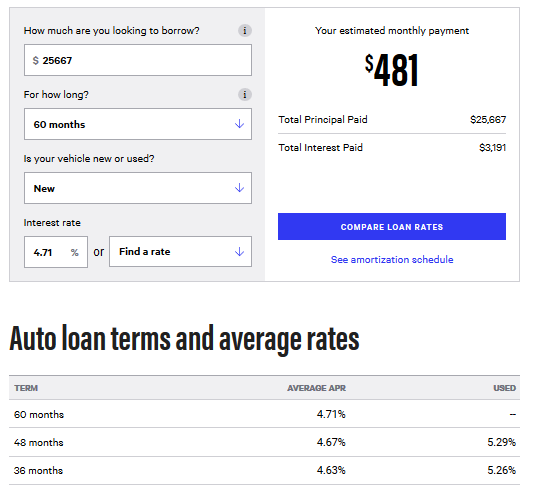 How much are you looking to borrow? i
$ 25667
For how long? i
60 months
Is your vehicle new or used?
New
Interest rate
4.71 % or Find a rate
Your estimated monthly payment
$481
Total Principal Paid $25,667
Total Interest Paid $3,191
COMPARE LOAN RATES
See amortization schedule
Auto loan terms and average rates
TERM AVERAGE APR USED
60 months 4.71% –
48 months 4.67% 5.29%
36 months 4.63% 5.26%